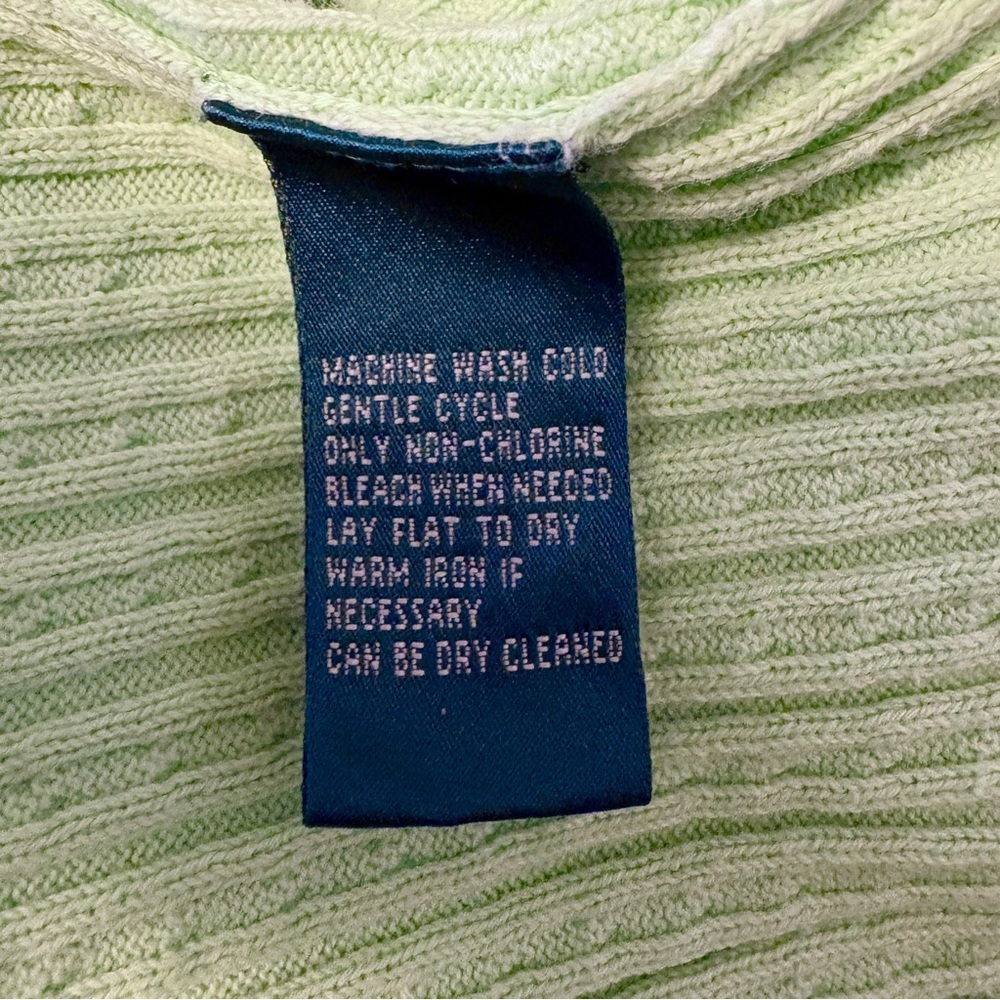 MACHINE WASH COLD
GENTLE CYCLE
ONLY NON-CHLORINE
BLEACH WHEN NEEDED
LAY FLAT TO DRY
WARM IRON IF
NECESSARY
CAN BE DRY CLEANED